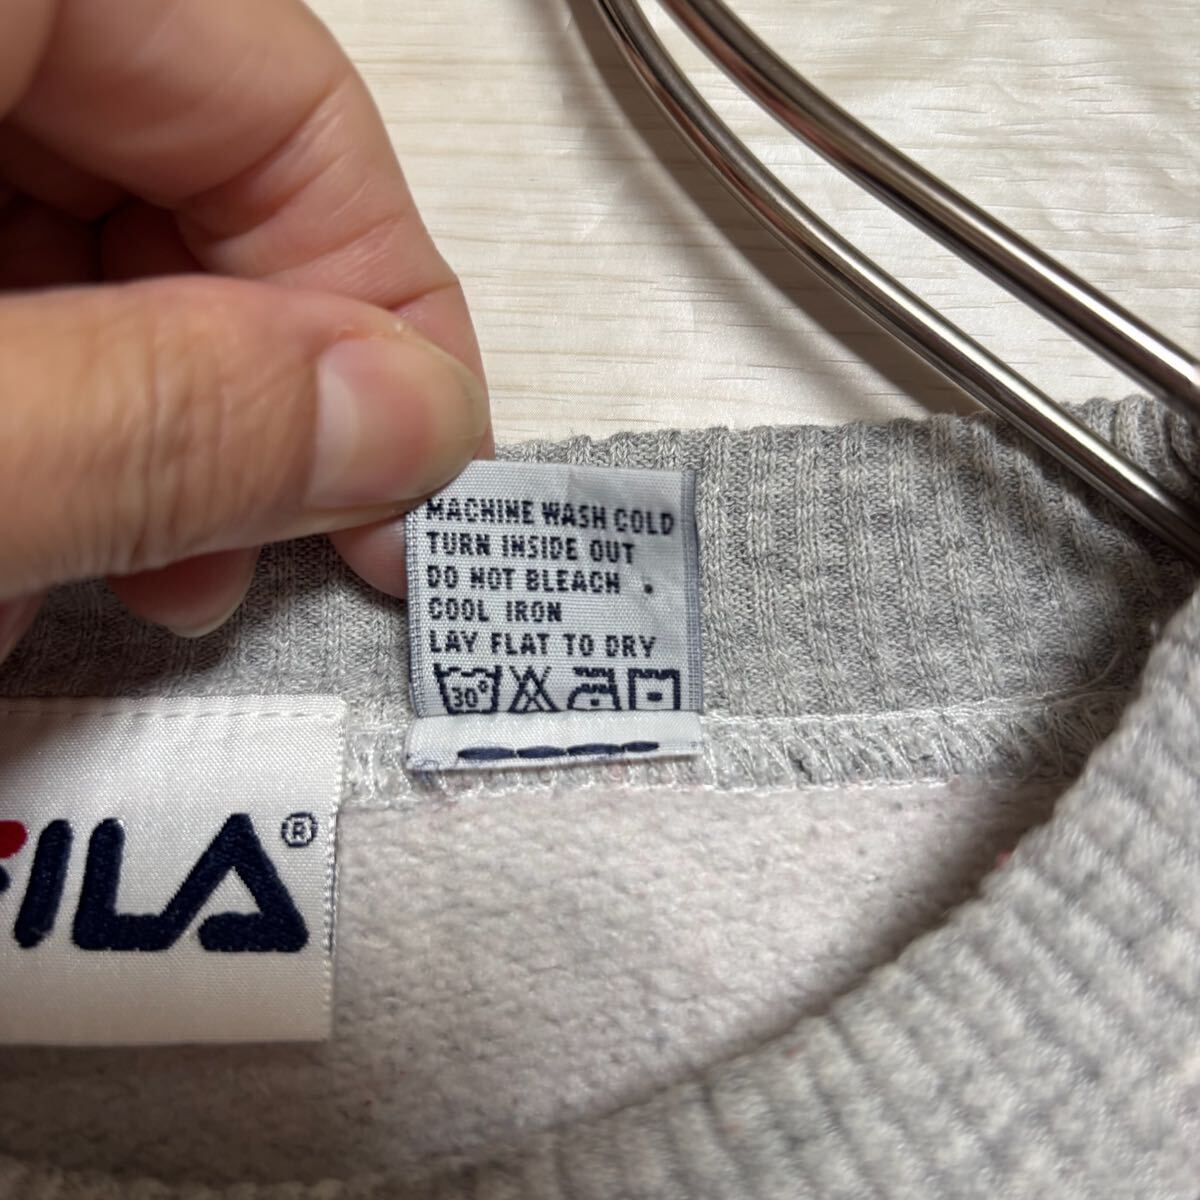 MACHINE WASH COLD
TURN INSIDE OUT
DO NOT BLEACH .
COOL IRON
LAY FLAT TO DRY
30°
FILA®